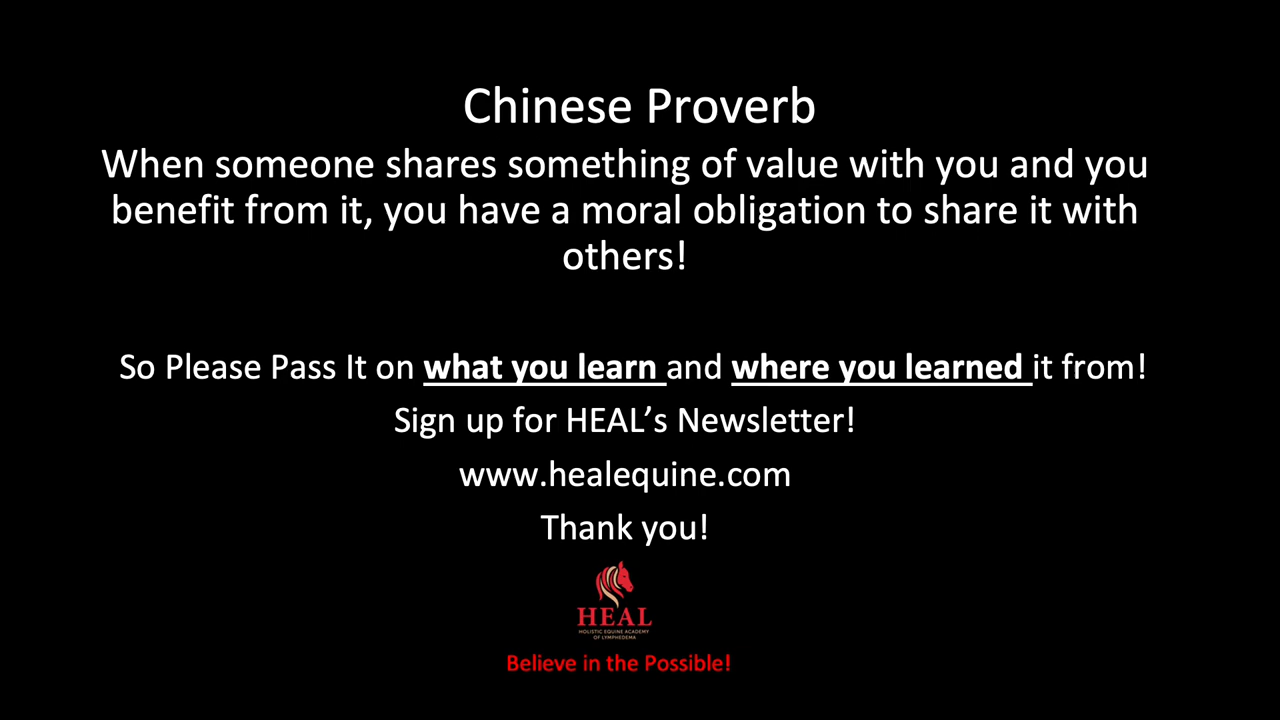 Chinese Proverb
When someone shares something of value with you and you
benefit from it, you have a moral obligation to share it with
others!
So Please Pass It on what you learn and where you learned it from!
Sign up for HEAL’s Newsletter!
www.healequine.com
Thank you!
HEAL
HOLISTIC EQUINE ACADEMY
OF LYMPHEDEMA
Believe in the Possible!